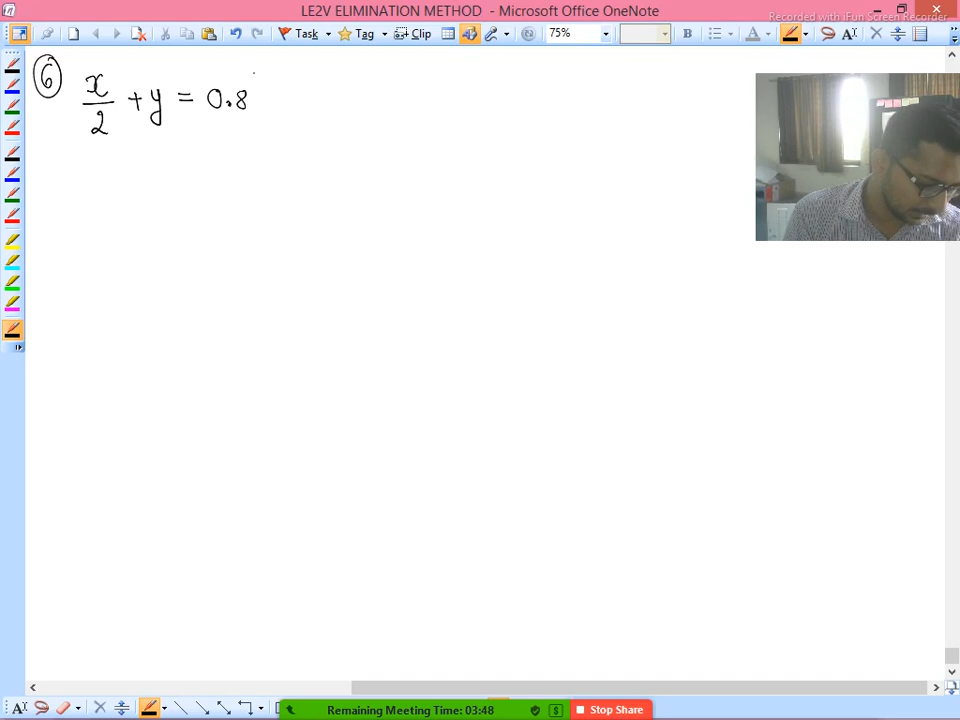 LE2V ELIMINATION METHOD - Microsoft Office OneNote
Recorded with iFun Screen Recorder
Task Tag Clip 75% B A A
⑥ x/2 + y = 0.8
A Remaining Meeting Time: 03:48 $ Stop Share